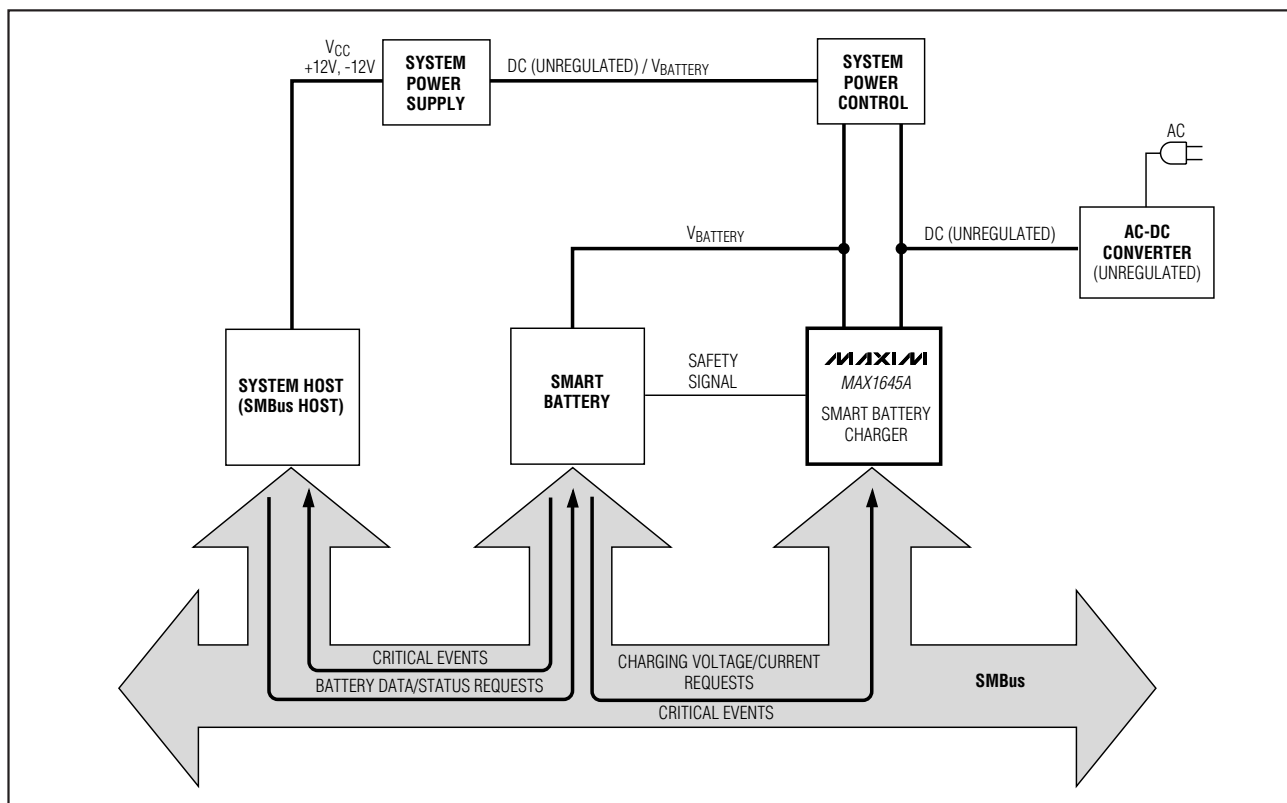 VCC
+12V, -12V
SYSTEM
POWER
SUPPLY
DC (UNREGULATED) / VBATTERY
SYSTEM
POWER
CONTROL
AC
VBATTERY
DC (UNREGULATED)
AC-DC
CONVERTER
(UNREGULATED)
SYSTEM HOST
(SMBus HOST)
SMART
BATTERY
SAFETY
SIGNAL
MAXIM
MAX1645A
SMART BATTERY
CHARGER
CRITICAL EVENTS
BATTERY DATA/STATUS REQUESTS
CHARGING VOLTAGE/CURRENT
REQUESTS
CRITICAL EVENTS
SMBus